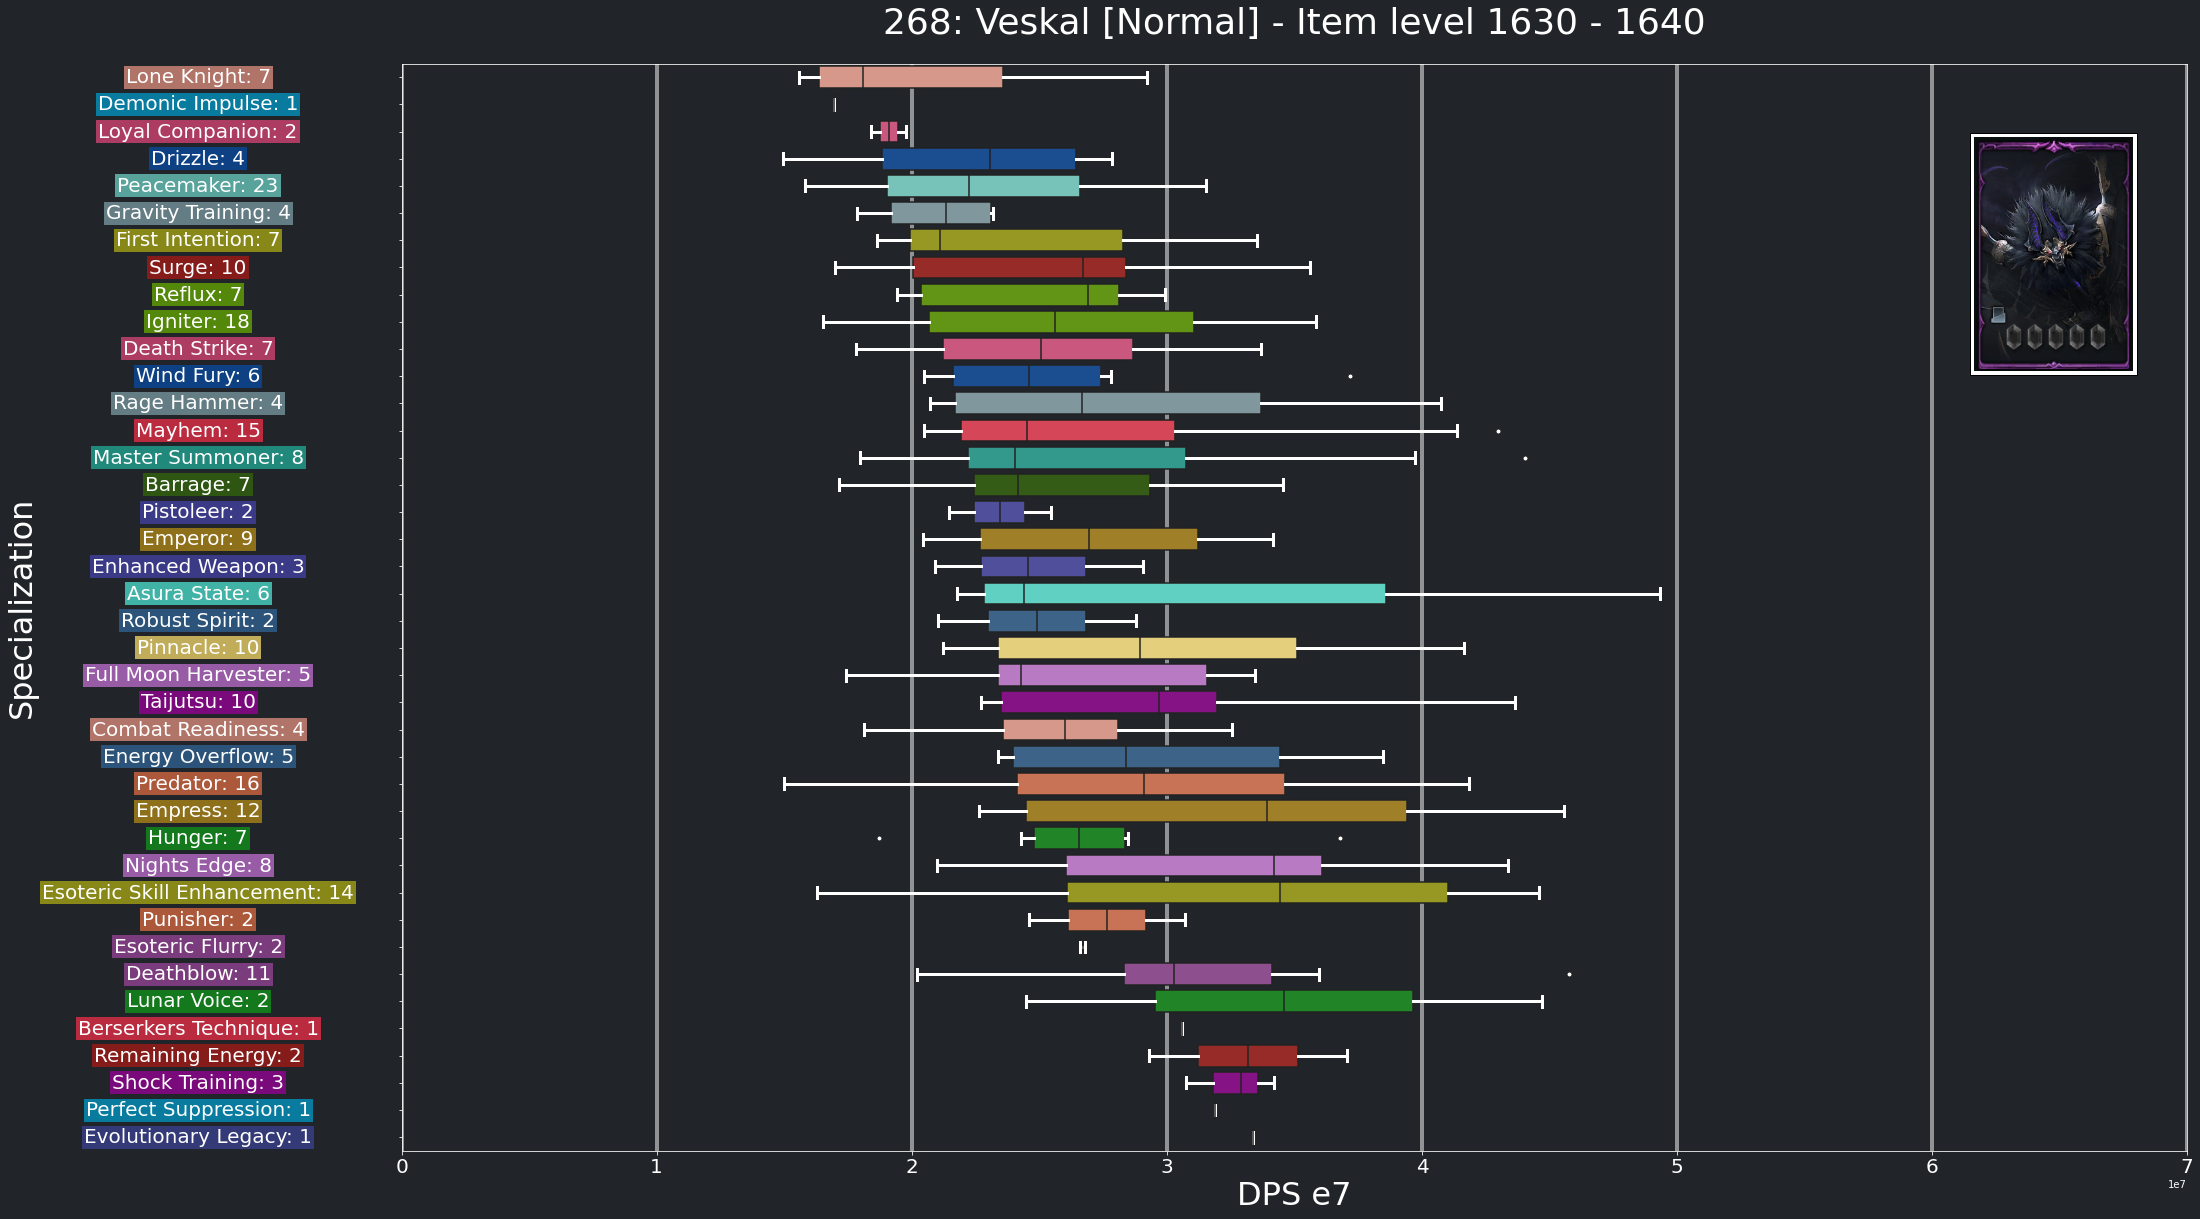 268: Veskal [Normal] - Item level 1630 - 1640
Specialization
Lone Knight: 7
Demonic Impulse: 1
Loyal Companion: 2
Drizzle: 4
Peacemaker: 23
Gravity Training: 4
First Intention: 7
Surge: 10
Reflux: 7
Igniter: 18
Death Strike: 7
Wind Fury: 6
Rage Hammer: 4
Mayhem: 15
Master Summoner: 8
Barrage: 7
Pistoleer: 2
Emperor: 9
Enhanced Weapon: 3
Asura State: 6
Robust Spirit: 2
Pinnacle: 10
Full Moon Harvester: 5
Taijutsu: 10
Combat Readiness: 4
Energy Overflow: 5
Predator: 16
Empress: 12
Hunger: 7
Nights Edge: 8
Esoteric Skill Enhancement: 14
Punisher: 2
Esoteric Flurry: 2
Deathblow: 11
Lunar Voice: 2
Berserkers Technique: 1
Remaining Energy: 2
Shock Training: 3
Perfect Suppression: 1
Evolutionary Legacy: 1
0 1 2 3 4 5 6 7
1e7
DPS e7